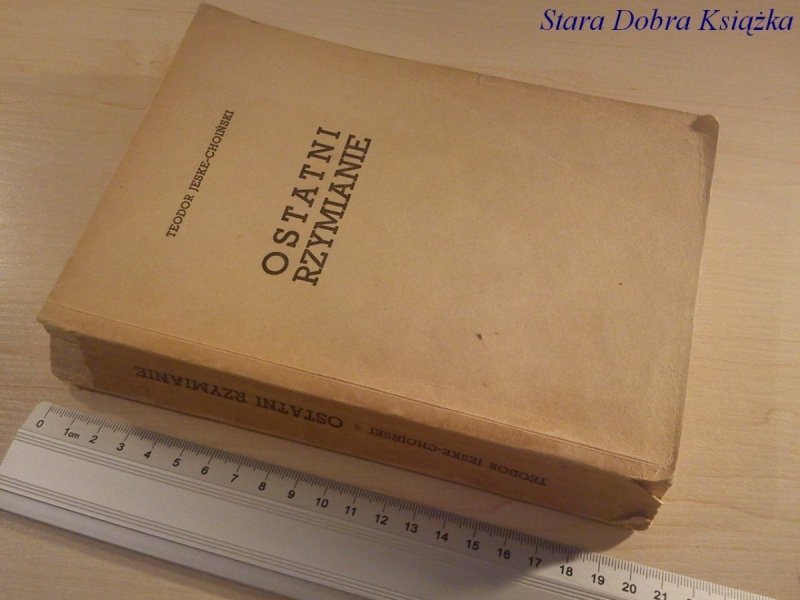 Stara Dobra Książka
TEODOR JESKE-CHOIŃSKI
OSTATNI
RZYMIANIE
TEODOR JESKE-CHOIŃSKI * OSTATNI RZYMIANIE
0 1cm 2 3 4 5 6 7 8 9 10 11 12 13 14 15 16 17 18 19 20 21